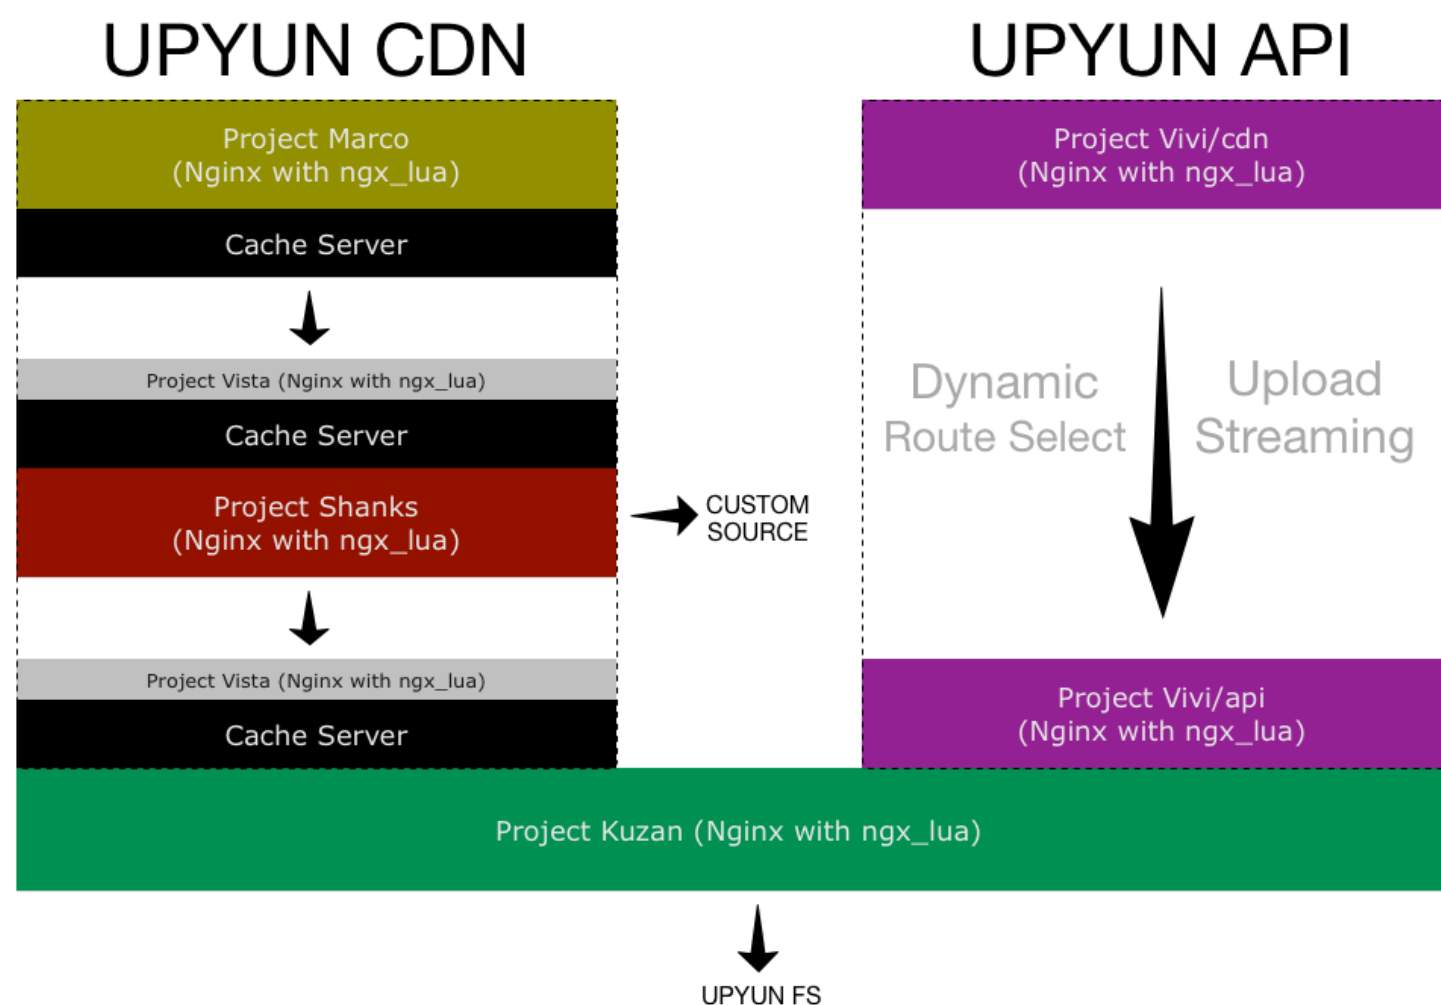 UPYUN CDN
Project Marco
(Nginx with ngx_lua)
Cache Server
Project Vista (Nginx with ngx_lua)
Cache Server
Project Shanks
(Nginx with ngx_lua)
CUSTOM
SOURCE
Project Vista (Nginx with ngx_lua)
Cache Server
UPYUN API
Project Vivi/cdn
(Nginx with ngx_lua)
Dynamic
Route Select
Upload
Streaming
Project Vivi/api
(Nginx with ngx_lua)
Project Kuzan (Nginx with ngx_lua)
UPYUN FS